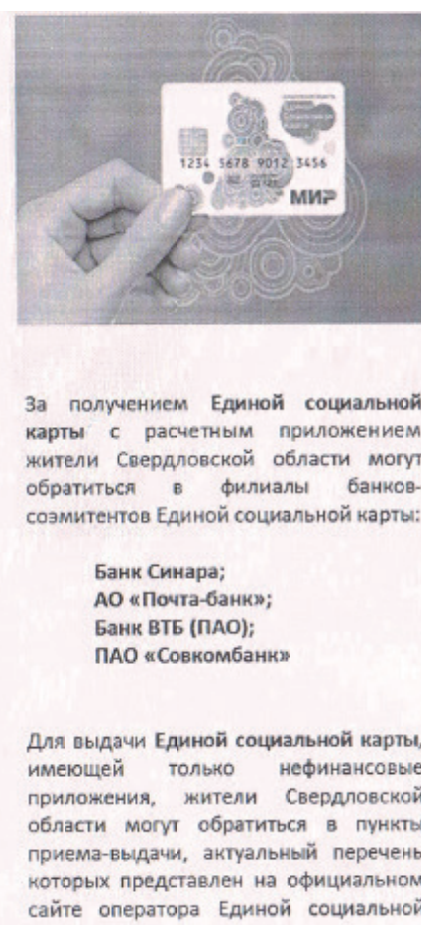 1234 5678 9012 3456
МИР
За получением Единой социальной
карты с расчетным приложением
жители Свердловской области могут
обратиться в филиалы банков-
соэмитентов Единой социальной карты:
Банк Синара;
АО «Почта-банк»;
Банк ВТБ (ПАО);
ПАО «Совкомбанк»
Для выдачи Единой социальной карты,
имеющей только нефинансовые
приложения, жители Свердловской
области могут обратиться в пункты
приема-выдачи, актуальный перечень
которых представлен на официальном
сайте оператора Единой социальной